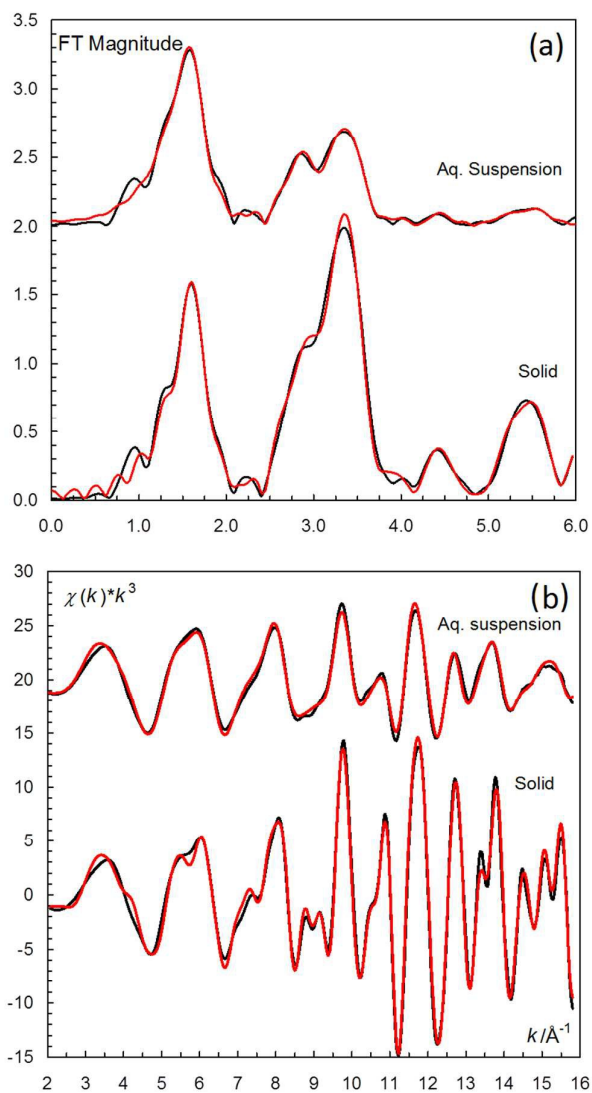 3.5
FT Magnitude
(a)
3.0
2.5
Aq. Suspension
2.0
1.5
1.0
Solid
0.5
0.0
0.0 1.0 2.0 3.0 4.0 5.0 6.0
30
χ(k)*k³
(b)
25
Aq. suspension
20
15
10
Solid
5
0
-5
-10
k/Å⁻¹
-15
2 3 4 5 6 7 8 9 10 11 12 13 14 15 16